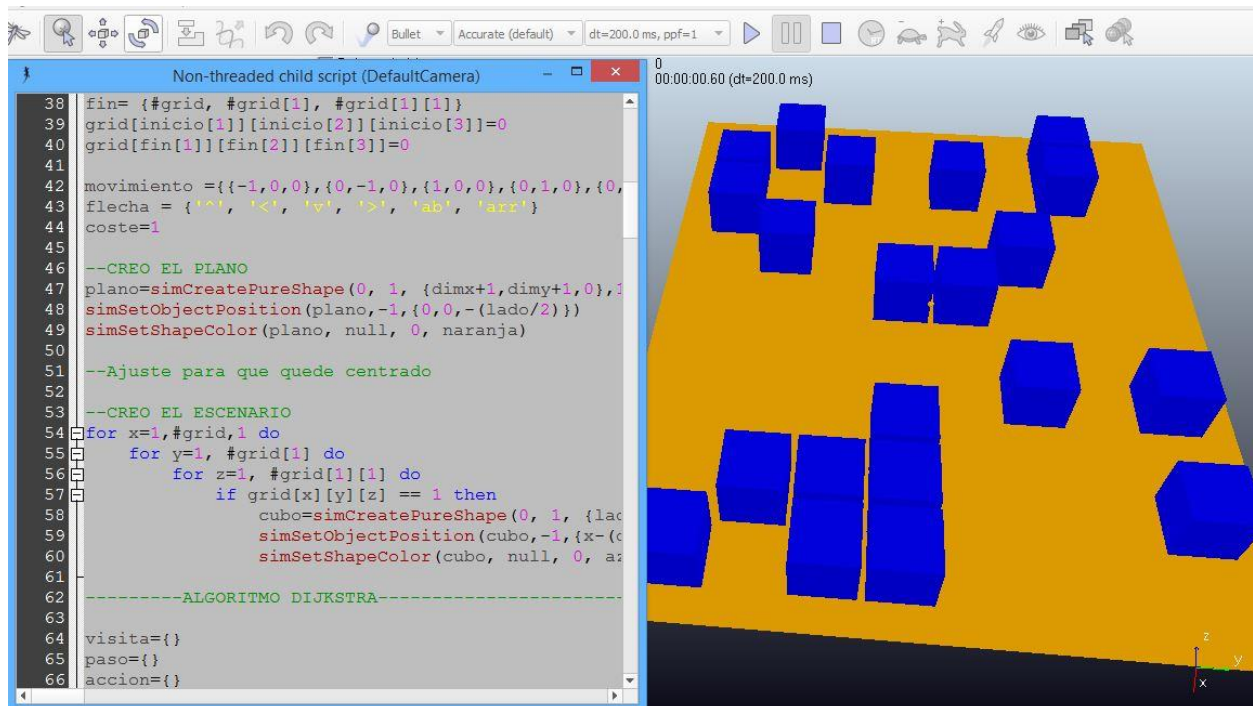 Bullet
Accurate (default)
dt=200.0 ms, ppf=1
Non-threaded child script (DefaultCamera)
0
00:00:00.60 (dt=200.0 ms)
38 fin= {#grid, #grid[1], #grid[1][1]}
39 grid[inicio[1]][inicio[2]][inicio[3]]=0
40 grid[fin[1]][fin[2]][fin[3]]=0
41
42 movimiento ={{-1,0,0},{0,-1,0},{1,0,0},{0,1,0},{0,
43 flecha = {'^', '<', 'v', '>', 'ab', 'arr'}
44 coste=1
45
46 --CREO EL PLANO
47 plano=simCreatePureShape(0, 1, {dimx+1,dimy+1,0},1
48 simSetObjectPosition(plano,-1,{0,0,-(lado/2)})
49 simSetShapeColor(plano, null, 0, naranja)
50
51 --Ajuste para que quede centrado
52
53 --CREO EL ESCENARIO
54 for x=1,#grid,1 do
55 for y=1, #grid[1] do
56 for z=1, #grid[1][1] do
57 if grid[x][y][z] == 1 then
58 cubo=simCreatePureShape(0, 1, {lad
59 simSetObjectPosition(cubo,-1,{x-(d
60 simSetShapeColor(cubo, null, 0, az
61
62 ---------ALGORITMO DIJKSTRA------------------------
63
64 visita={}
65 paso={}
66 accion={}
z
y
x